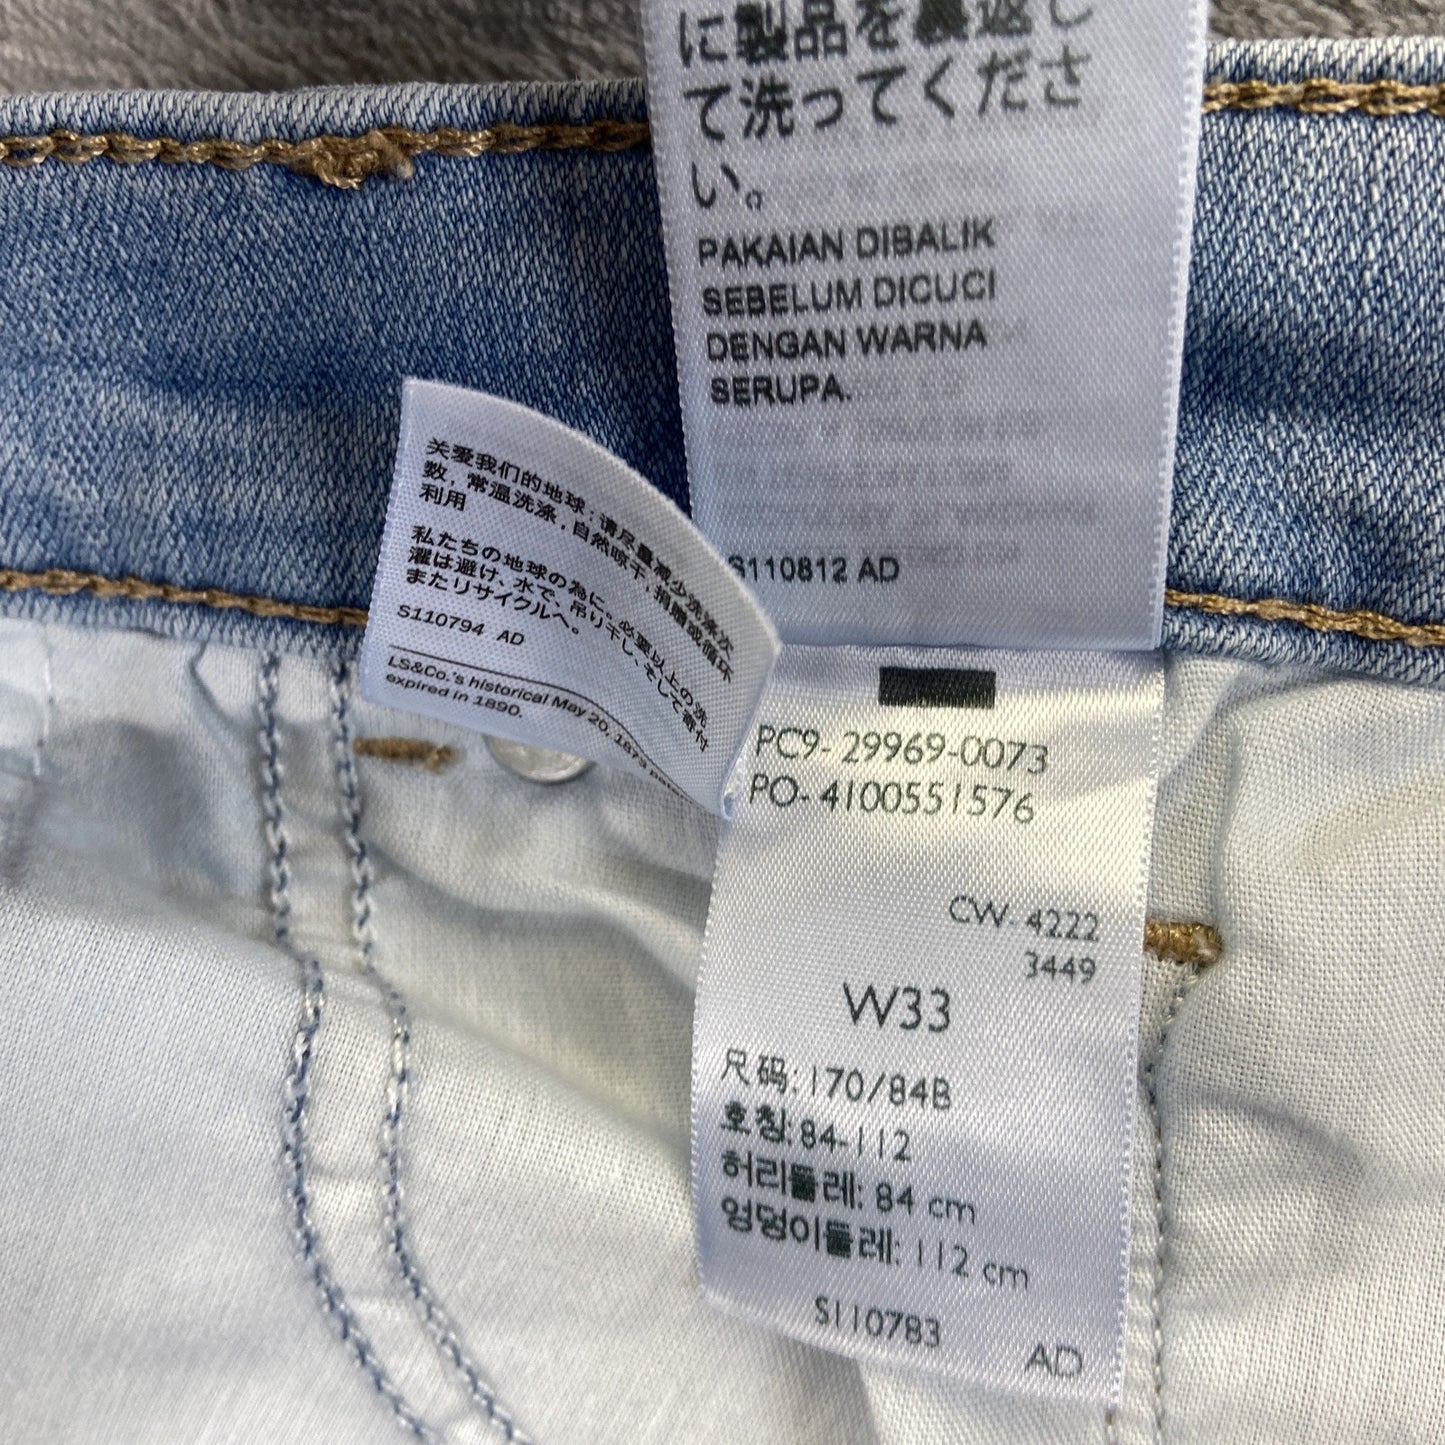 に製品を裏返し
て洗ってくださ
い。
PAKAIAN DIBALIK
SEBELUM DICUCI
DENGAN WARNA
SERUPA.
S110812 AD
关爱我们的地球: 请尽量减少洗涤次
数, 常温洗涤, 自然晾干, 捐赠或循环
利用
私たちの地球の為に。必要以上の洗
濯は避け、水で、吊り干し、そして寄付
またリサイクルへ。
S110794 AD
LS&Co.'s historical May 20, 1873
expired in 1890.
PC9-29969-0073
PO-4100551576
CW-4222
3449
W33
尺码:170/84B
호칭:84-112
허리둘레: 84 cm
엉덩이둘레: 112 cm
S110783 AD